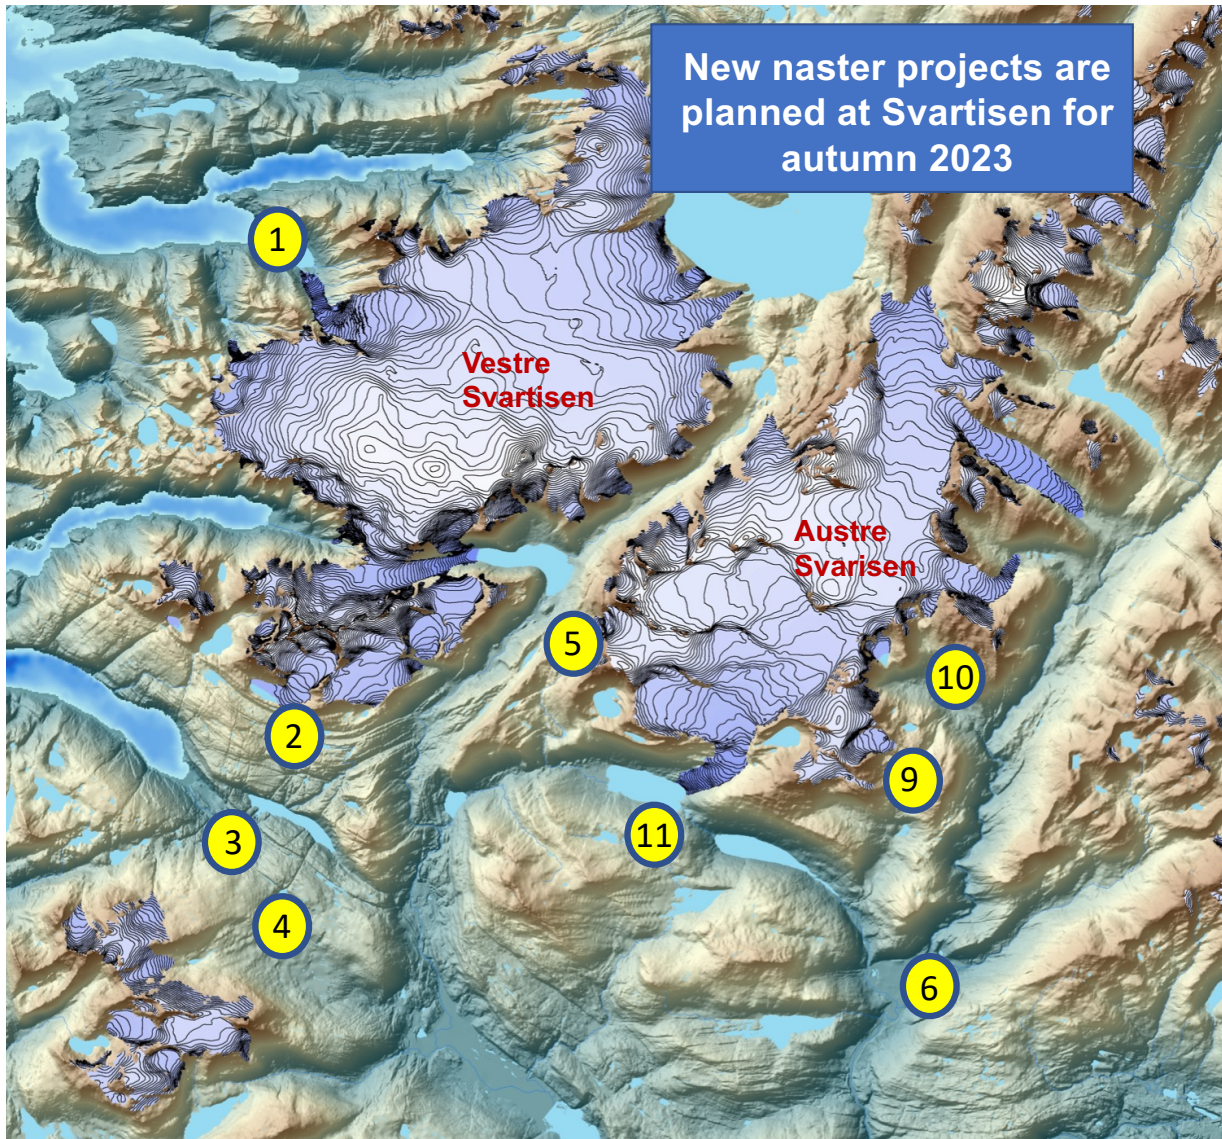 New naster projects are
planned at Svartisen for
autumn 2023
1
Vestre
Svartisen
Austre
Svarisen
5
10
2
9
11
3
4
6